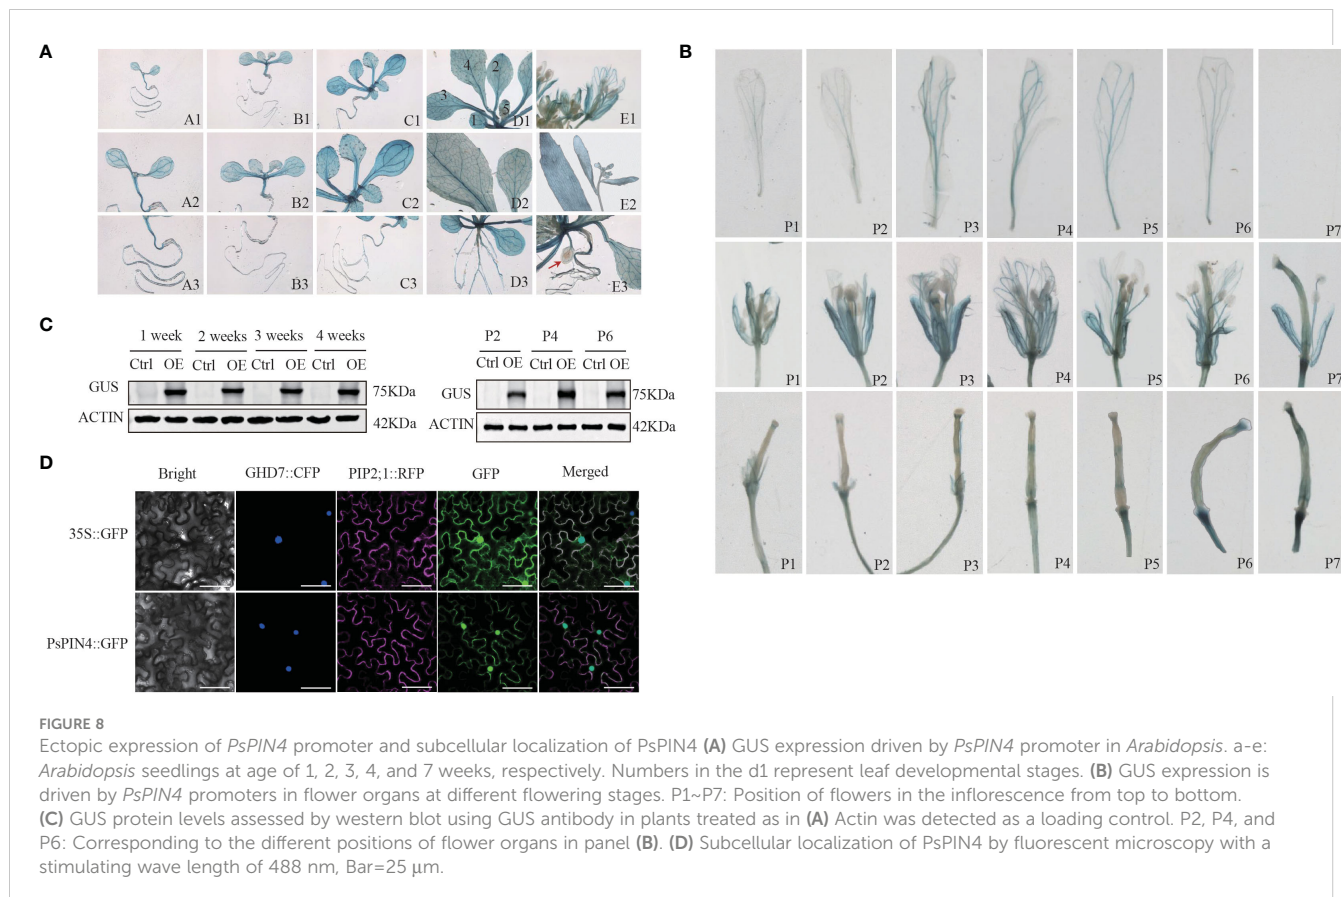 A
A1
B1
C1
4
2
3
1
5
D1
E1
A2
B2
C2
D2
E2
A3
B3
C3
D3
E3
B
P1
P2
P3
P4
P5
P6
P7
P1
P2
P3
P4
P5
P6
P7
P1
P2
P3
P4
P5
P6
P7
C
1 week 2 weeks 3 weeks 4 weeks
Ctrl OE Ctrl OE Ctrl OE Ctrl OE
GUS 75KDa
ACTIN 42KDa
P2 P4 P6
Ctrl OE Ctrl OE Ctrl OE
GUS 75KDa
ACTIN 42KDa
D
Bright GHD7::CFP PIP2;1::RFP GFP Merged
35S::GFP
PsPIN4::GFP
FIGURE 8
Ectopic expression of PsPIN4 promoter and subcellular localization of PsPIN4 (A) GUS expression driven by PsPIN4 promoter in Arabidopsis. a-e:
Arabidopsis seedlings at age of 1, 2, 3, 4, and 7 weeks, respectively. Numbers in the d1 represent leaf developmental stages. (B) GUS expression is
driven by PsPIN4 promoters in flower organs at different flowering stages. P1~P7: Position of flowers in the inflorescence from top to bottom.
(C) GUS protein levels assessed by western blot using GUS antibody in plants treated as in (A) Actin was detected as a loading control. P2, P4, and
P6: Corresponding to the different positions of flower organs in panel (B). (D) Subcellular localization of PsPIN4 by fluorescent microscopy with a
stimulating wave length of 488 nm, Bar=25 μm.